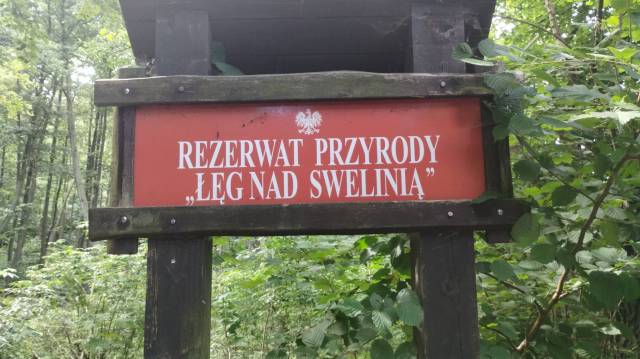 REZERWAT PRZYRODY
„ŁĘG NAD SWELINIĄ”